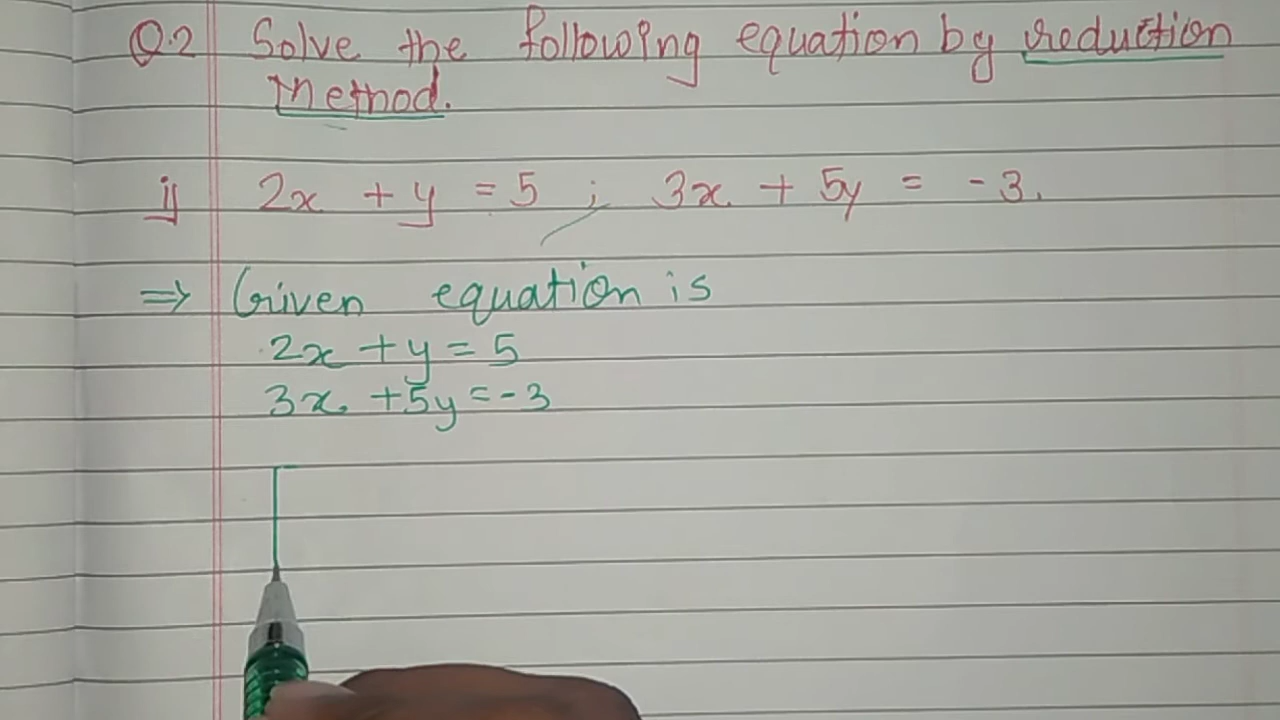 Q.2 Solve the following equation by reduction
Method.
i) 2x + y = 5 ; 3x + 5y = -3.
⇒ Given equation is
2x + y = 5
3x + 5y = -3